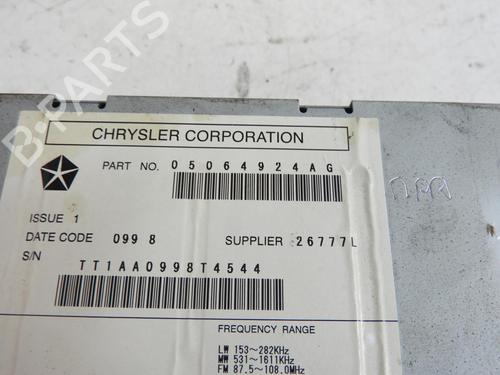 CHRYSLER CORPORATION
PART NO. 05064924AG
ISSUE 1
DATE CODE 099 8 SUPPLIER 26777L
S/N TT1AA0998T4544
FREQUENCY RANGE
LW 153~282KHz
MW 531~1611KHz
FM 87.5~108.0MHz
B-PARTS